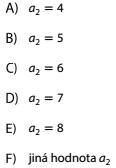 A) a₂ = 4
B) a₂ = 5
C) a₂ = 6
D) a₂ = 7
E) a₂ = 8
F) jiná hodnota a₂